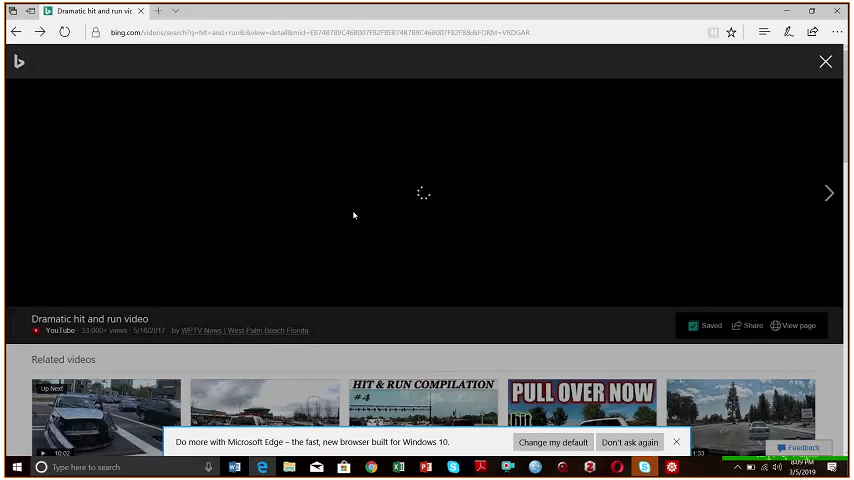 Dramatic hit and run vic
bing.com/videos/search?q=hit+and+run&&view=detail&mid=
Dramatic hit and run video
YouTube 33,000+ views 5/10/2017 by WPTV News | West Palm Beach Florida
Saved Share View page
Related videos
Up Next
HIT & RUN COMPILATION
#4
PULL OVER NOW
10:02
Do more with Microsoft Edge – the fast, new browser built for Windows 10.
Change my default
Don't ask again
Feedback
Type here to search
8:09 PM
3/5/2019